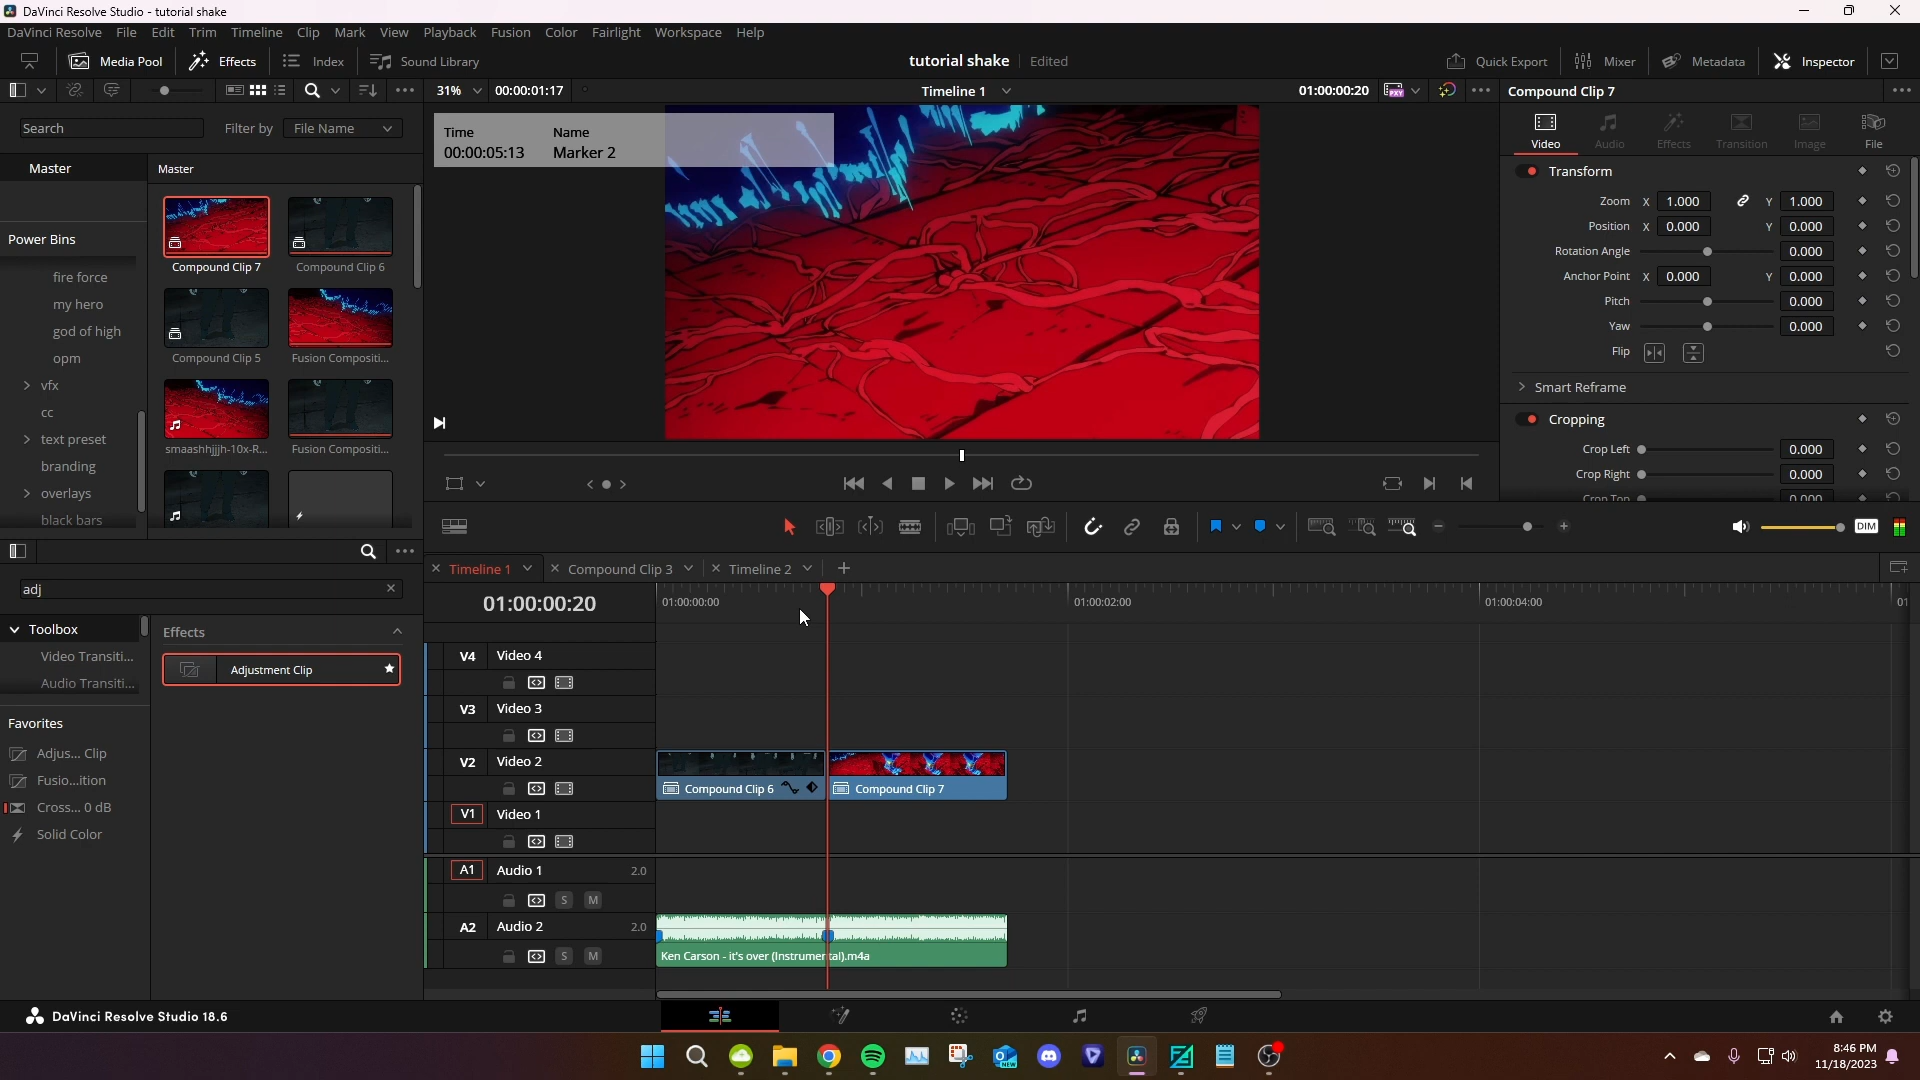 DaVinci Resolve Studio - tutorial shake
DaVinci Resolve File Edit Trim Timeline Clip Mark View Playback Fusion Color Fairlight Workspace Help
Media Pool Effects Index Sound Library tutorial shake Edited Quick Export Mixer Metadata Inspector
31% 00:00:01:17 Timeline 1 01:00:00:20 PXY Compound Clip 7
Search Filter by File Name
Time Name
00:00:05:13 Marker 2
Video Audio Effects Transition Image File
Master Master
Transform
Zoom X 1.000 Y 1.000
Position X 0.000 Y 0.000
Rotation Angle 0.000
Anchor Point X 0.000 Y 0.000
Pitch 0.000
Yaw 0.000
Flip
Smart Reframe
Cropping
Crop Left 0.000
Crop Right 0.000
Crop Top 0.000
Power Bins
fire force
my hero
god of high
opm
vfx
cc
text preset
branding
overlays
black bars
Compound Clip 7 Compound Clip 6
Compound Clip 5 Fusion Compositi...
smaashhjjjh-10x-R... Fusion Compositi...
DIM
adj
Toolbox
Video Transiti...
Audio Transiti...
Effects
Adjustment Clip
Favorites
Adjus... Clip
Fusio...ition
Cross... 0 dB
Solid Color
Timeline 1 Compound Clip 3 Timeline 2
01:00:00:20 01:00:00:00 01:00:02:00 01:00:04:00 01
V4 Video 4
V3 Video 3
V2 Video 2
Compound Clip 6 Compound Clip 7
V1 Video 1
A1 Audio 1 2.0
S M
A2 Audio 2 2.0
S M
Ken Carson - it's over (Instrumental).m4a
DaVinci Resolve Studio 18.6
NEW
8:46 PM
11/18/2023